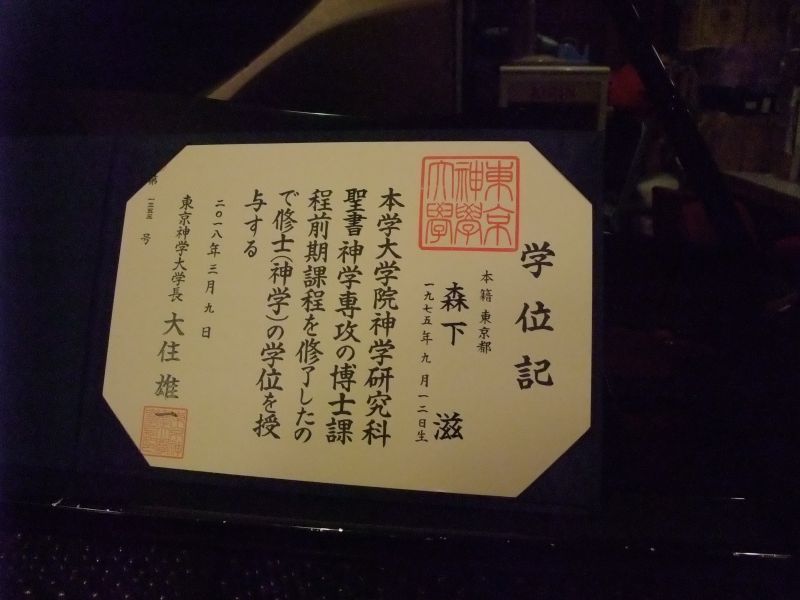 学位記
東京
神學
大學
本籍 東京都
森下 滋
一九七五年九月一二日生
本学大学院神学研究科
聖書神学専攻の博士課
程前期課程を修了したの
で修士(神学)の学位を授
与する
二〇一八年三月九日
東京神学大学長 大住雄一
第 一三五三 号